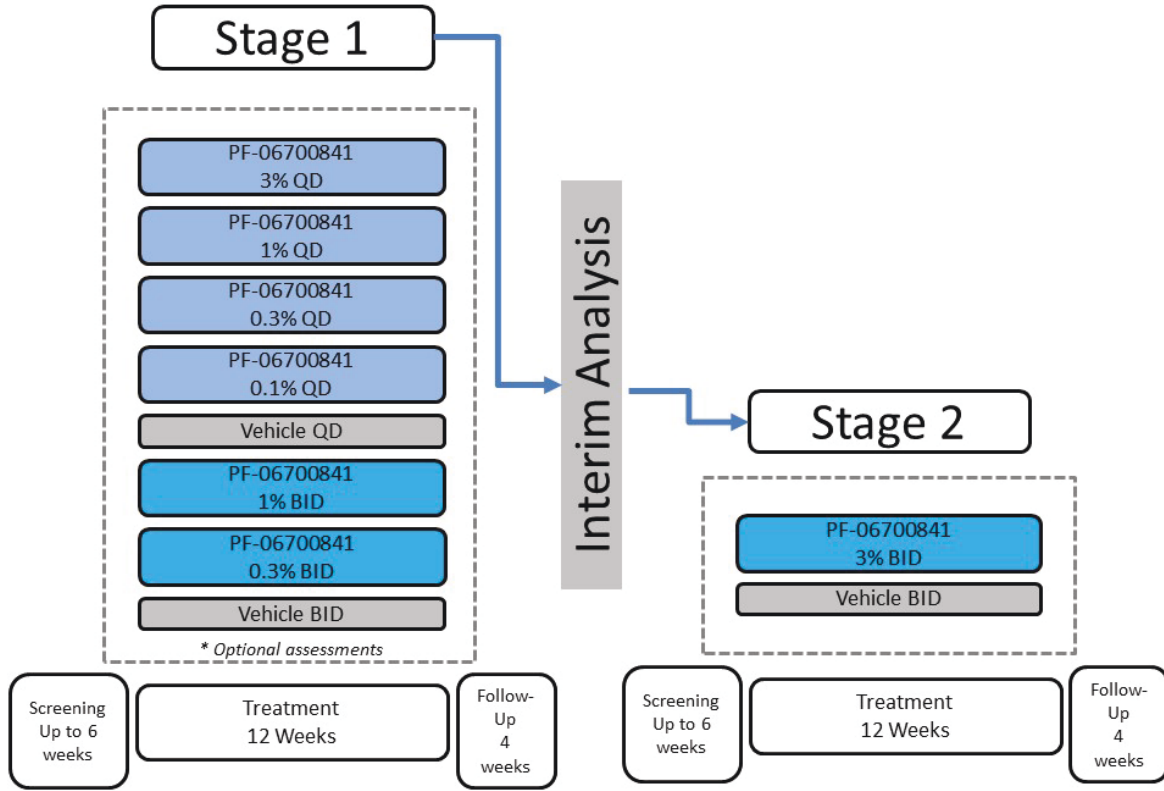 Stage 1
PF-06700841
3% QD
PF-06700841
1% QD
PF-06700841
0.3% QD
PF-06700841
0.1% QD
Vehicle QD
PF-06700841
1% BID
PF-06700841
0.3% BID
Vehicle BID
* Optional assessments
Screening
Up to 6
weeks
Treatment
12 Weeks
Follow-
Up
4
weeks
Interim Analysis
Stage 2
PF-06700841
3% BID
Vehicle BID
Screening
Up to 6
weeks
Treatment
12 Weeks
Follow-
Up
4
weeks